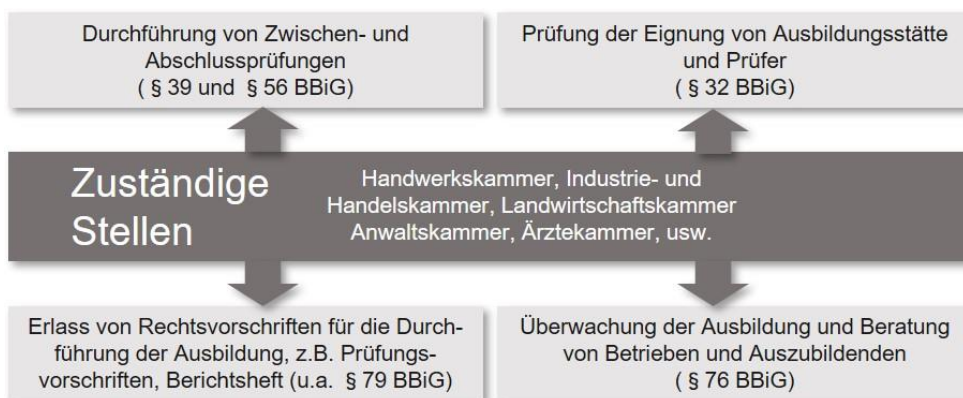 Durchführung von Zwischen- und
Abschlussprüfungen
( § 39 und § 56 BBiG)
Prüfung der Eignung von Ausbildungsstätte
und Prüfer
( § 32 BBiG)
Zuständige
Stellen
Handwerkskammer, Industrie- und
Handelskammer, Landwirtschaftskammer
Anwaltskammer, Ärztekammer, usw.
Erlass von Rechtsvorschriften für die Durch-
führung der Ausbildung, z.B. Prüfungs-
vorschriften, Berichtsheft (u.a. § 79 BBiG)
Überwachung der Ausbildung und Beratung
von Betrieben und Auszubildenden
( § 76 BBiG)